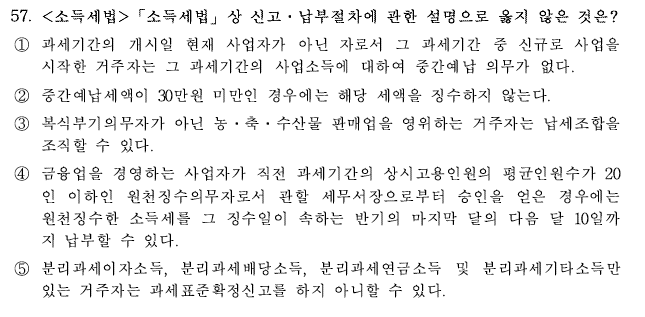 57. <소득세법>「소득세법」상 신고·납부절차에 관한 설명으로 옳지 않은 것은?
① 과세기간의 개시일 현재 사업자가 아닌 자로서 그 과세기간 중 신규로 사업을
시작한 거주자는 그 과세기간의 사업소득에 대하여 중간예납 의무가 없다.
② 중간예납세액이 30만원 미만인 경우에는 해당 세액을 징수하지 않는다.
③ 복식부기의무자가 아닌 농·축·수산물 판매업을 영위하는 거주자는 납세조합을
조직할 수 있다.
④ 금융업을 경영하는 사업자가 직전 과세기간의 상시고용인원의 평균인원수가 20
인 이하인 원천징수의무자로서 관할 세무서장으로부터 승인을 얻은 경우에는
원천징수한 소득세를 그 징수일이 속하는 반기의 마지막 달의 다음 달 10일까
지 납부할 수 있다.
⑤ 분리과세이자소득, 분리과세배당소득, 분리과세연금소득 및 분리과세기타소득만
있는 거주자는 과세표준확정신고를 하지 아니할 수 있다.